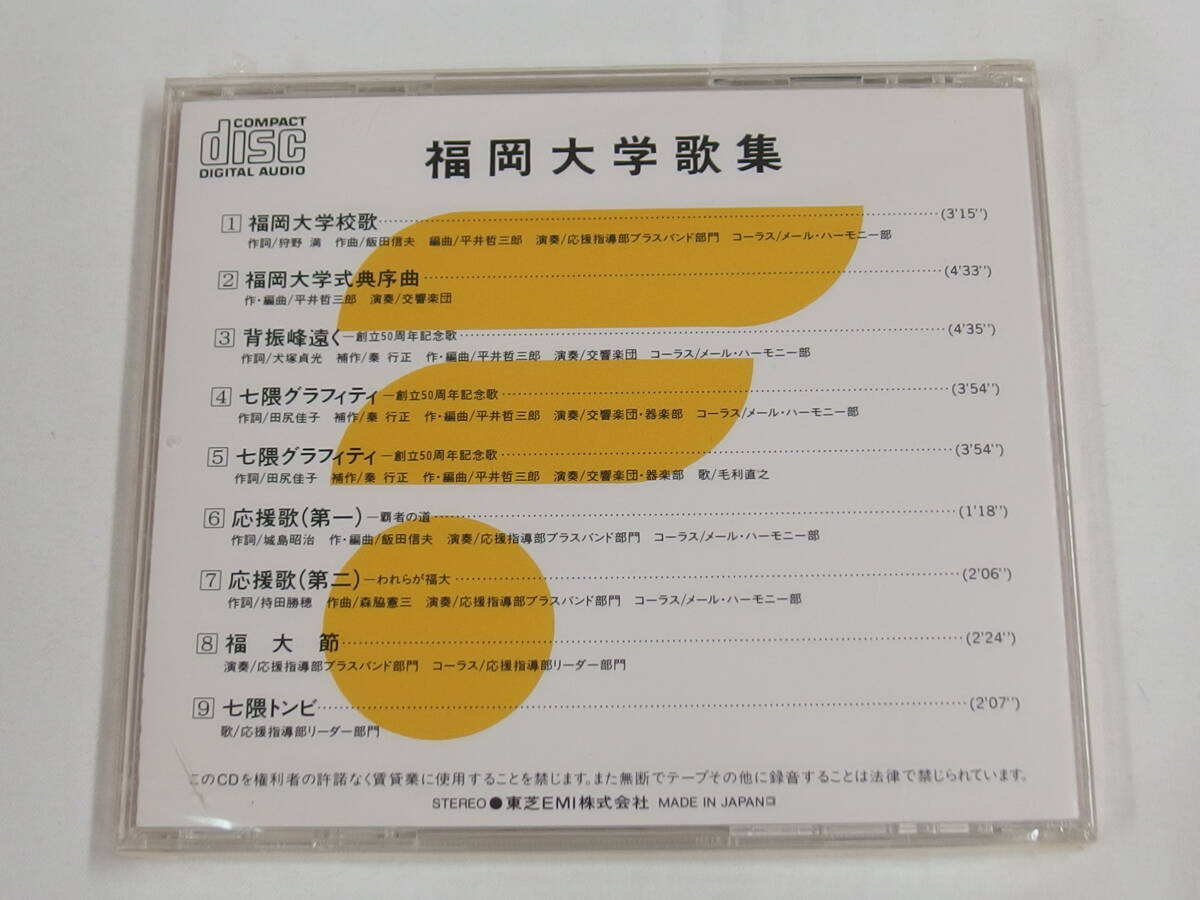 COMPACT
disc
DIGITAL AUDIO
福岡大学歌集
1 福岡大学校歌 (3'15'')
作詞/狩野 満 作曲/飯田信夫 編曲/平井哲三郎 演奏/応援指導部ブラスバンド部門 コーラス/メール・ハーモニー部
2 福岡大学式典序曲 (4'33'')
作・編曲/平井哲三郎 演奏/交響楽団
3 背振峰遠く—創立50周年記念歌 (4'35'')
作詞/犬塚貞光 補作/秦 行正 作・編曲/平井哲三郎 演奏/交響楽団 コーラス/メール・ハーモニー部
4 七隈グラフィティ—創立50周年記念歌 (3'54'')
作詞/田尻佳子 補作/秦 行正 作・編曲/平井哲三郎 演奏/交響楽団・器楽部 コーラス/メール・ハーモニー部
5 七隈グラフィティ—創立50周年記念歌 (3'54'')
作詞/田尻佳子 補作/秦 行正 作・編曲/平井哲三郎 演奏/交響楽団・器楽部 歌/毛利直之
6 応援歌(第一)—覇者の道 (1'18'')
作詞/城島昭治 作・編曲/飯田信夫 演奏/応援指導部ブラスバンド部門 コーラス/メール・ハーモニー部
7 応援歌(第二)—われらが福大 (2'06'')
作詞/持田勝穂 作曲/森脇憲三 演奏/応援指導部ブラスバンド部門 コーラス/メール・ハーモニー部
8 福大節 (2'24'')
演奏/応援指導部ブラスバンド部門 コーラス/応援指導部リーダー部門
9 七隈トンビ (2'07'')
歌/応援指導部リーダー部門
このCDを権利者の許諾なく賃貸業に使用することを禁じます。また無断でテープその他に録音することは法律で禁じられています。
STEREO●東芝EMI株式会社 MADE IN JAPAN